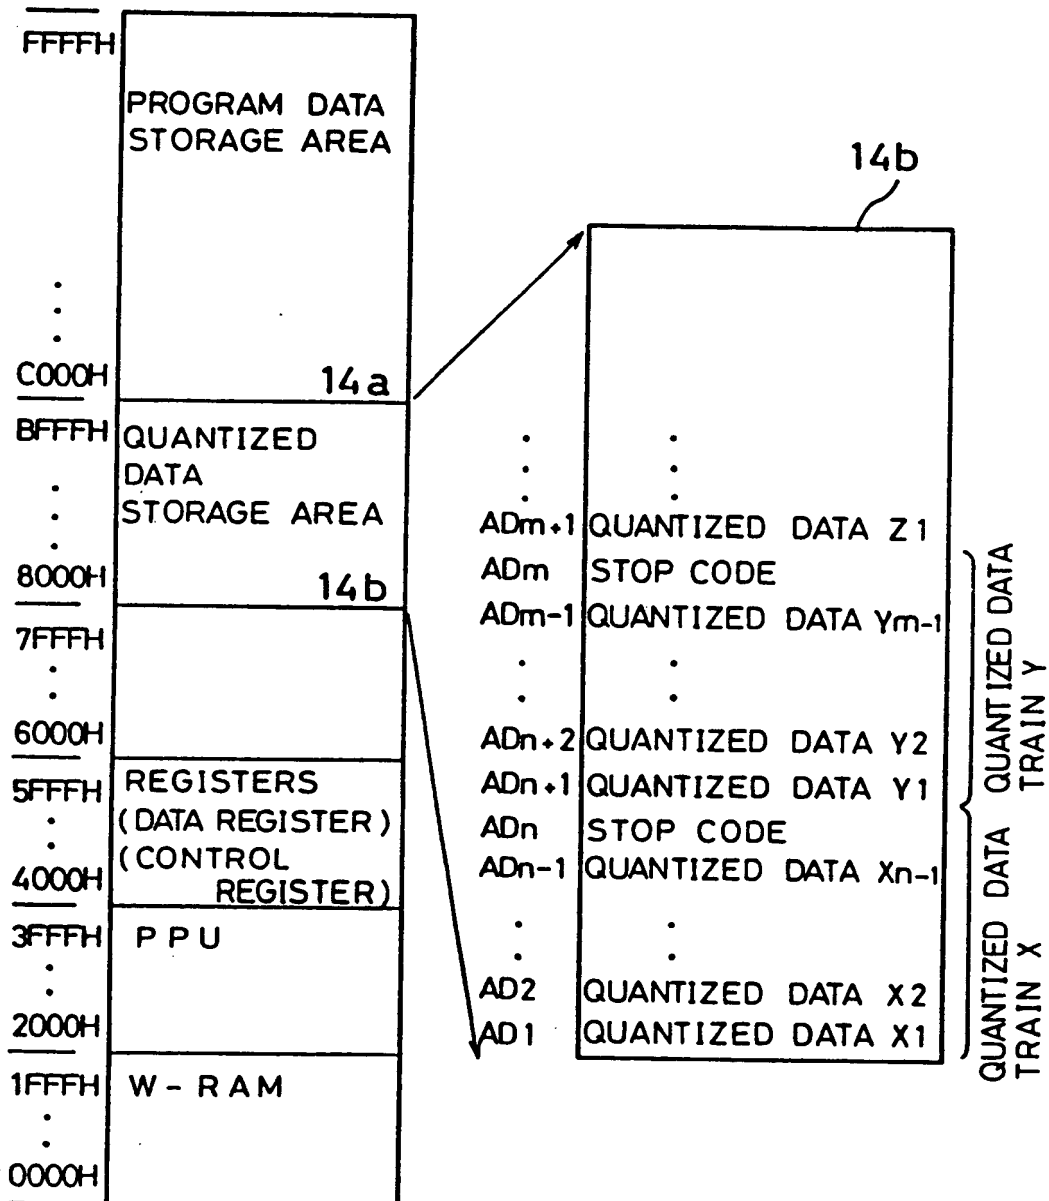 FFFFH
PROGRAM DATA
STORAGE AREA
C000H
14a
BFFFH
QUANTIZED
DATA
STORAGE AREA
8000H
14b
7FFFH
6000H
5FFFH
REGISTERS
(DATA REGISTER)
(CONTROL
REGISTER)
4000H
3FFFH
PPU
2000H
1FFFH
W-RAM
0000H
14b
ADm+1 QUANTIZED DATA Z1
ADm STOP CODE
ADm-1 QUANTIZED DATA Ym-1
ADn+2 QUANTIZED DATA Y2
ADn+1 QUANTIZED DATA Y1
ADn STOP CODE
ADn-1 QUANTIZED DATA Xn-1
AD2 QUANTIZED DATA X2
AD1 QUANTIZED DATA X1
QUANTIZED DATA
TRAIN Y
QUANTIZED DATA
TRAIN X